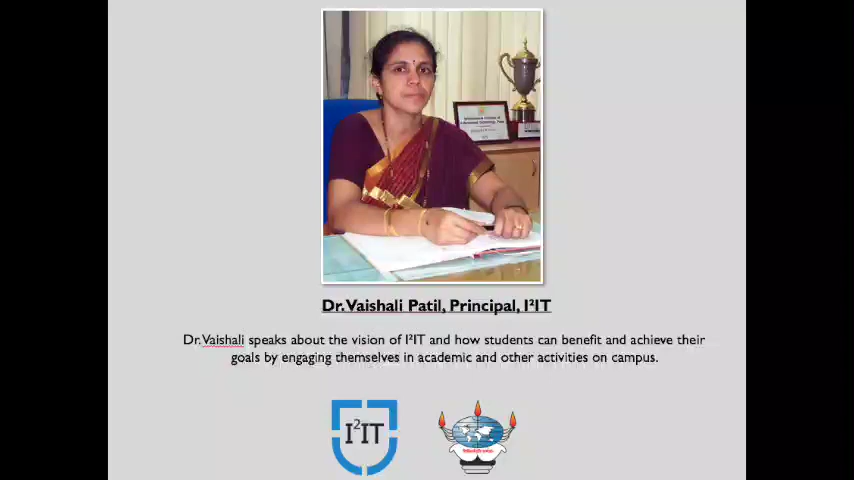 Dr. Vaishali Patil, Principal, I²IT
Dr. Vaishali speaks about the vision of I²IT and how students can benefit and achieve their
goals by engaging themselves in academic and other activities on campus.
I²IT